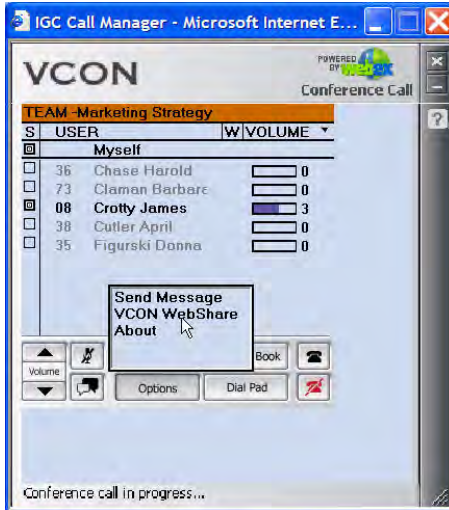 IGC Call Manager - Microsoft Internet E...
VCON
POWERED BY webex
Conference Call
TEAM -Marketing Strategy
S USER W VOLUME
Myself
36 Chase Harold 0
73 Claman Barbara 0
08 Crotty James 3
38 Cutler April 0
35 Figurski Donna 0
Send Message
VCON WebShare
About
Volume
Book
Options
Dial Pad
Conference call in progress...